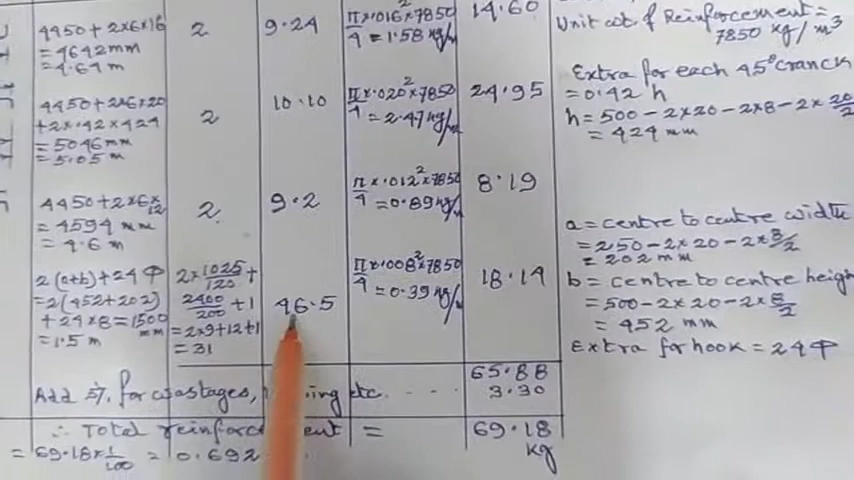 4450+2×6×16
= 4642mm
= 4.64 m
2
9.24
π/4 ×.016²×7850
= 1.58 kg/m
14.60
4450+2×6×20
+2×.42×424
= 5046mm
= 5.05 m
2
10.10
π/4 ×.020²×7850
= 2.47 kg/m
24.95
4450+2×6×12
= 4594 mm
= 4.6 m
2
9.2
π/4 ×.012²×7850
= 0.89 kg/m
8.19
2(a+b)+24Φ
=2(452+202)
+24×8=1500 mm
= 1.5 m
2×1025/120+
2400/200 +1
=2×9+12+1
= 31
46.5
π/4 ×.008²×7850
= 0.39 kg/m
18.14
65.88
Add 5%. for wastages, etc. ....
3.30
∴ Total reinforcement =
69.18 kg
= 69.18×1/100 = 0.692
Unit wt. of Reinforcement =
7850 kg/m³
Extra for each 45° cranck
= 0.42 h
h = 500-2×20-2×8-2×20/2
= 424 mm
a = centre to centre width
= 250-2×20-2×8/2
= 202 mm
b = centre to centre height
= 500-2×20-2×8/2
= 452 mm
Extra for hook = 24Φ